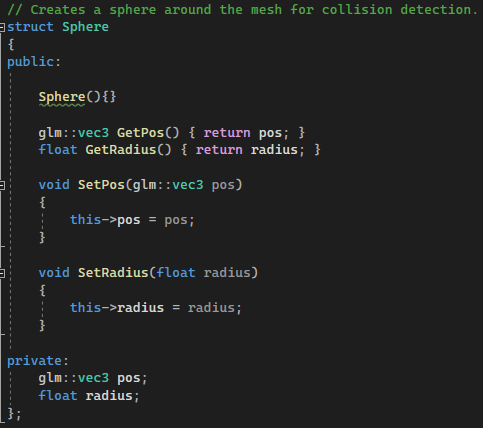 // Creates a sphere around the mesh for collision detection.
struct Sphere
{
public:
Sphere(){}
glm::vec3 GetPos() { return pos; }
float GetRadius() { return radius; }
void SetPos(glm::vec3 pos)
{
this->pos = pos;
}
void SetRadius(float radius)
{
this->radius = radius;
}
private:
glm::vec3 pos;
float radius;
};